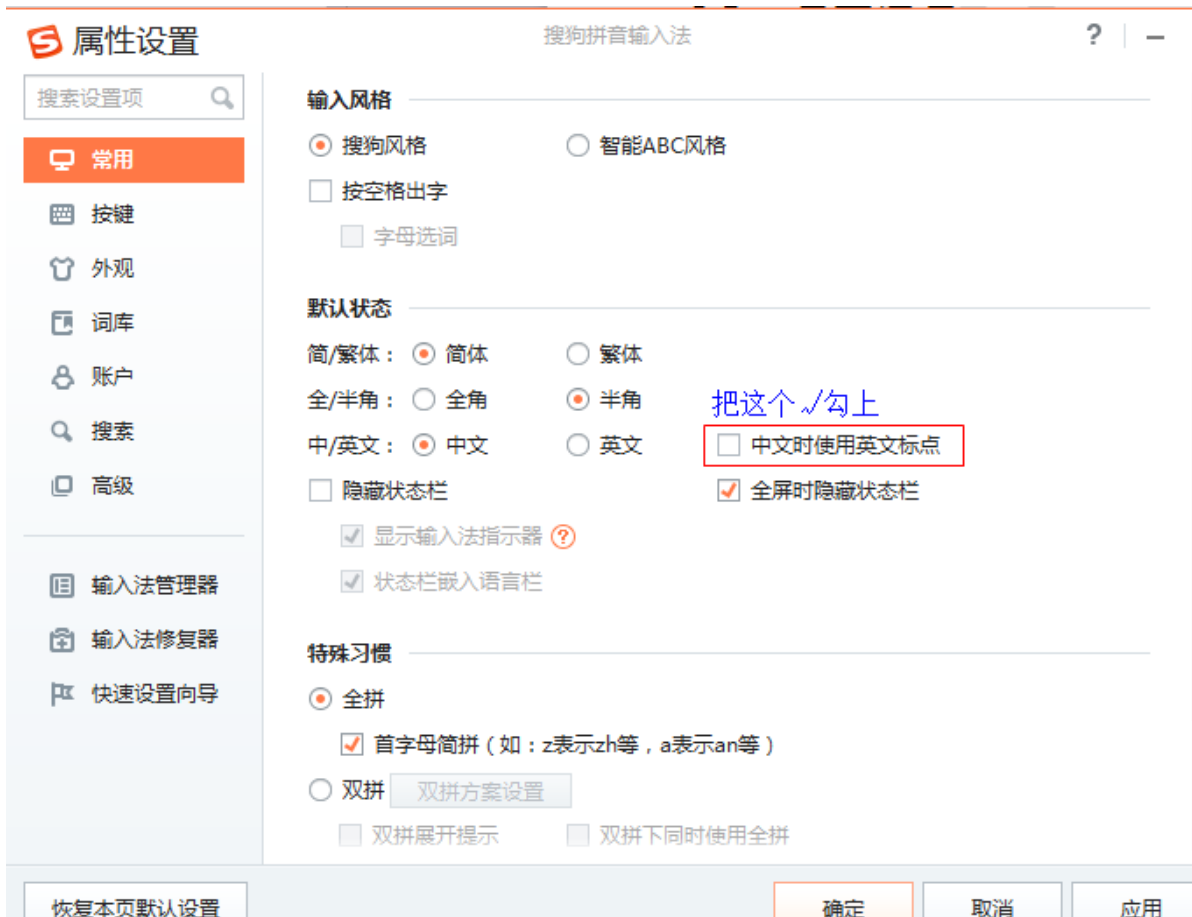 属性设置
搜狗拼音输入法
?
搜索设置项
常用
按键
外观
词库
账户
搜索
高级
输入法管理器
输入法修复器
快速设置向导
输入风格
搜狗风格 智能ABC风格
按空格出字
字母选词
默认状态
简/繁体： 简体 繁体
全/半角： 全角 半角
把这个√勾上
中/英文： 中文 英文 中文时使用英文标点
隐藏状态栏 全屏时隐藏状态栏
显示输入法指示器 ?
状态栏嵌入语言栏
特殊习惯
全拼
首字母简拼（如：z表示zh等，a表示an等）
双拼 双拼方案设置
双拼展开提示 双拼下同时使用全拼
恢复本页默认设置 确定 取消 应用